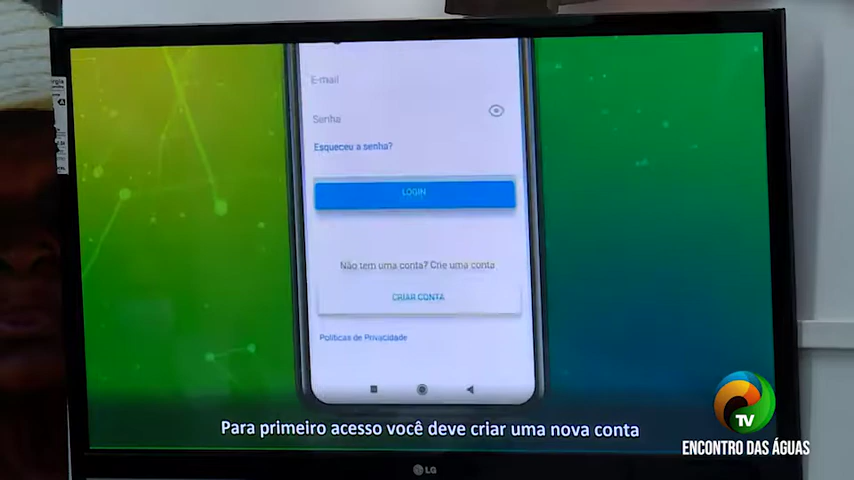 E-mail
Senha
Esqueceu a senha?
LOGIN
Não tem uma conta? Crie uma conta
CRIAR CONTA
Políticas de Privacidade
Para primeiro acesso você deve criar uma nova conta
TV
ENCONTRO DAS ÁGUAS
LG